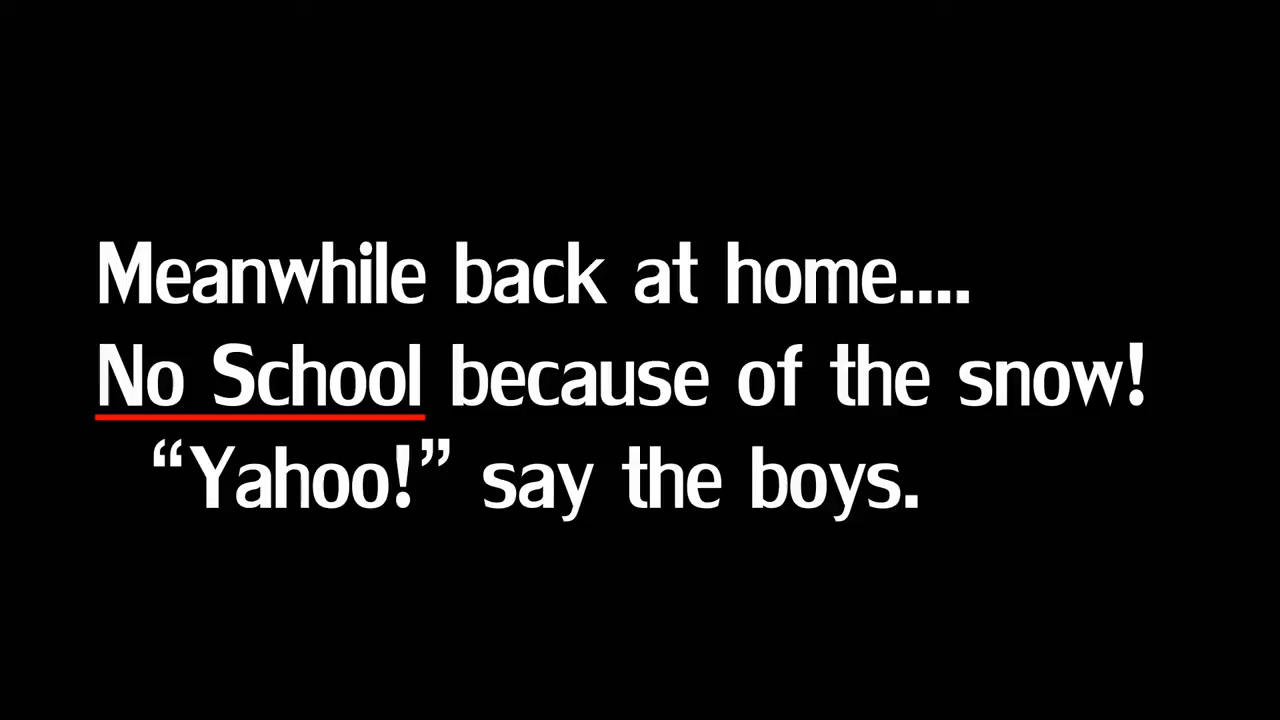 Meanwhile back at home....
No School because of the snow!
“Yahoo!” say the boys.